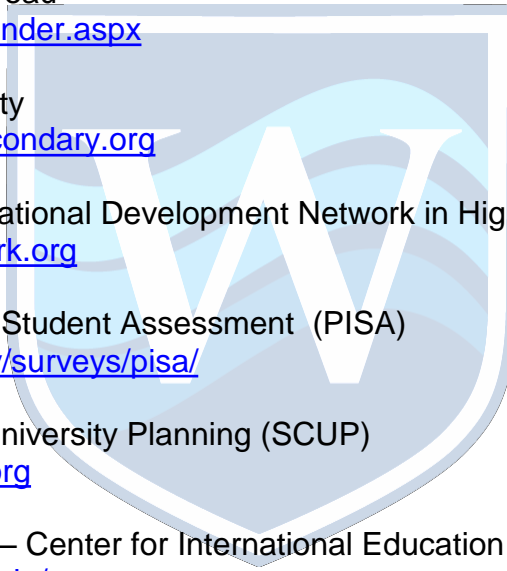 nder.aspx
ty
condary.org
ational Development Network in Hig
rk.org
Student Assessment (PISA)
/surveys/pisa/
niversity Planning (SCUP)
org
– Center for International Education
W